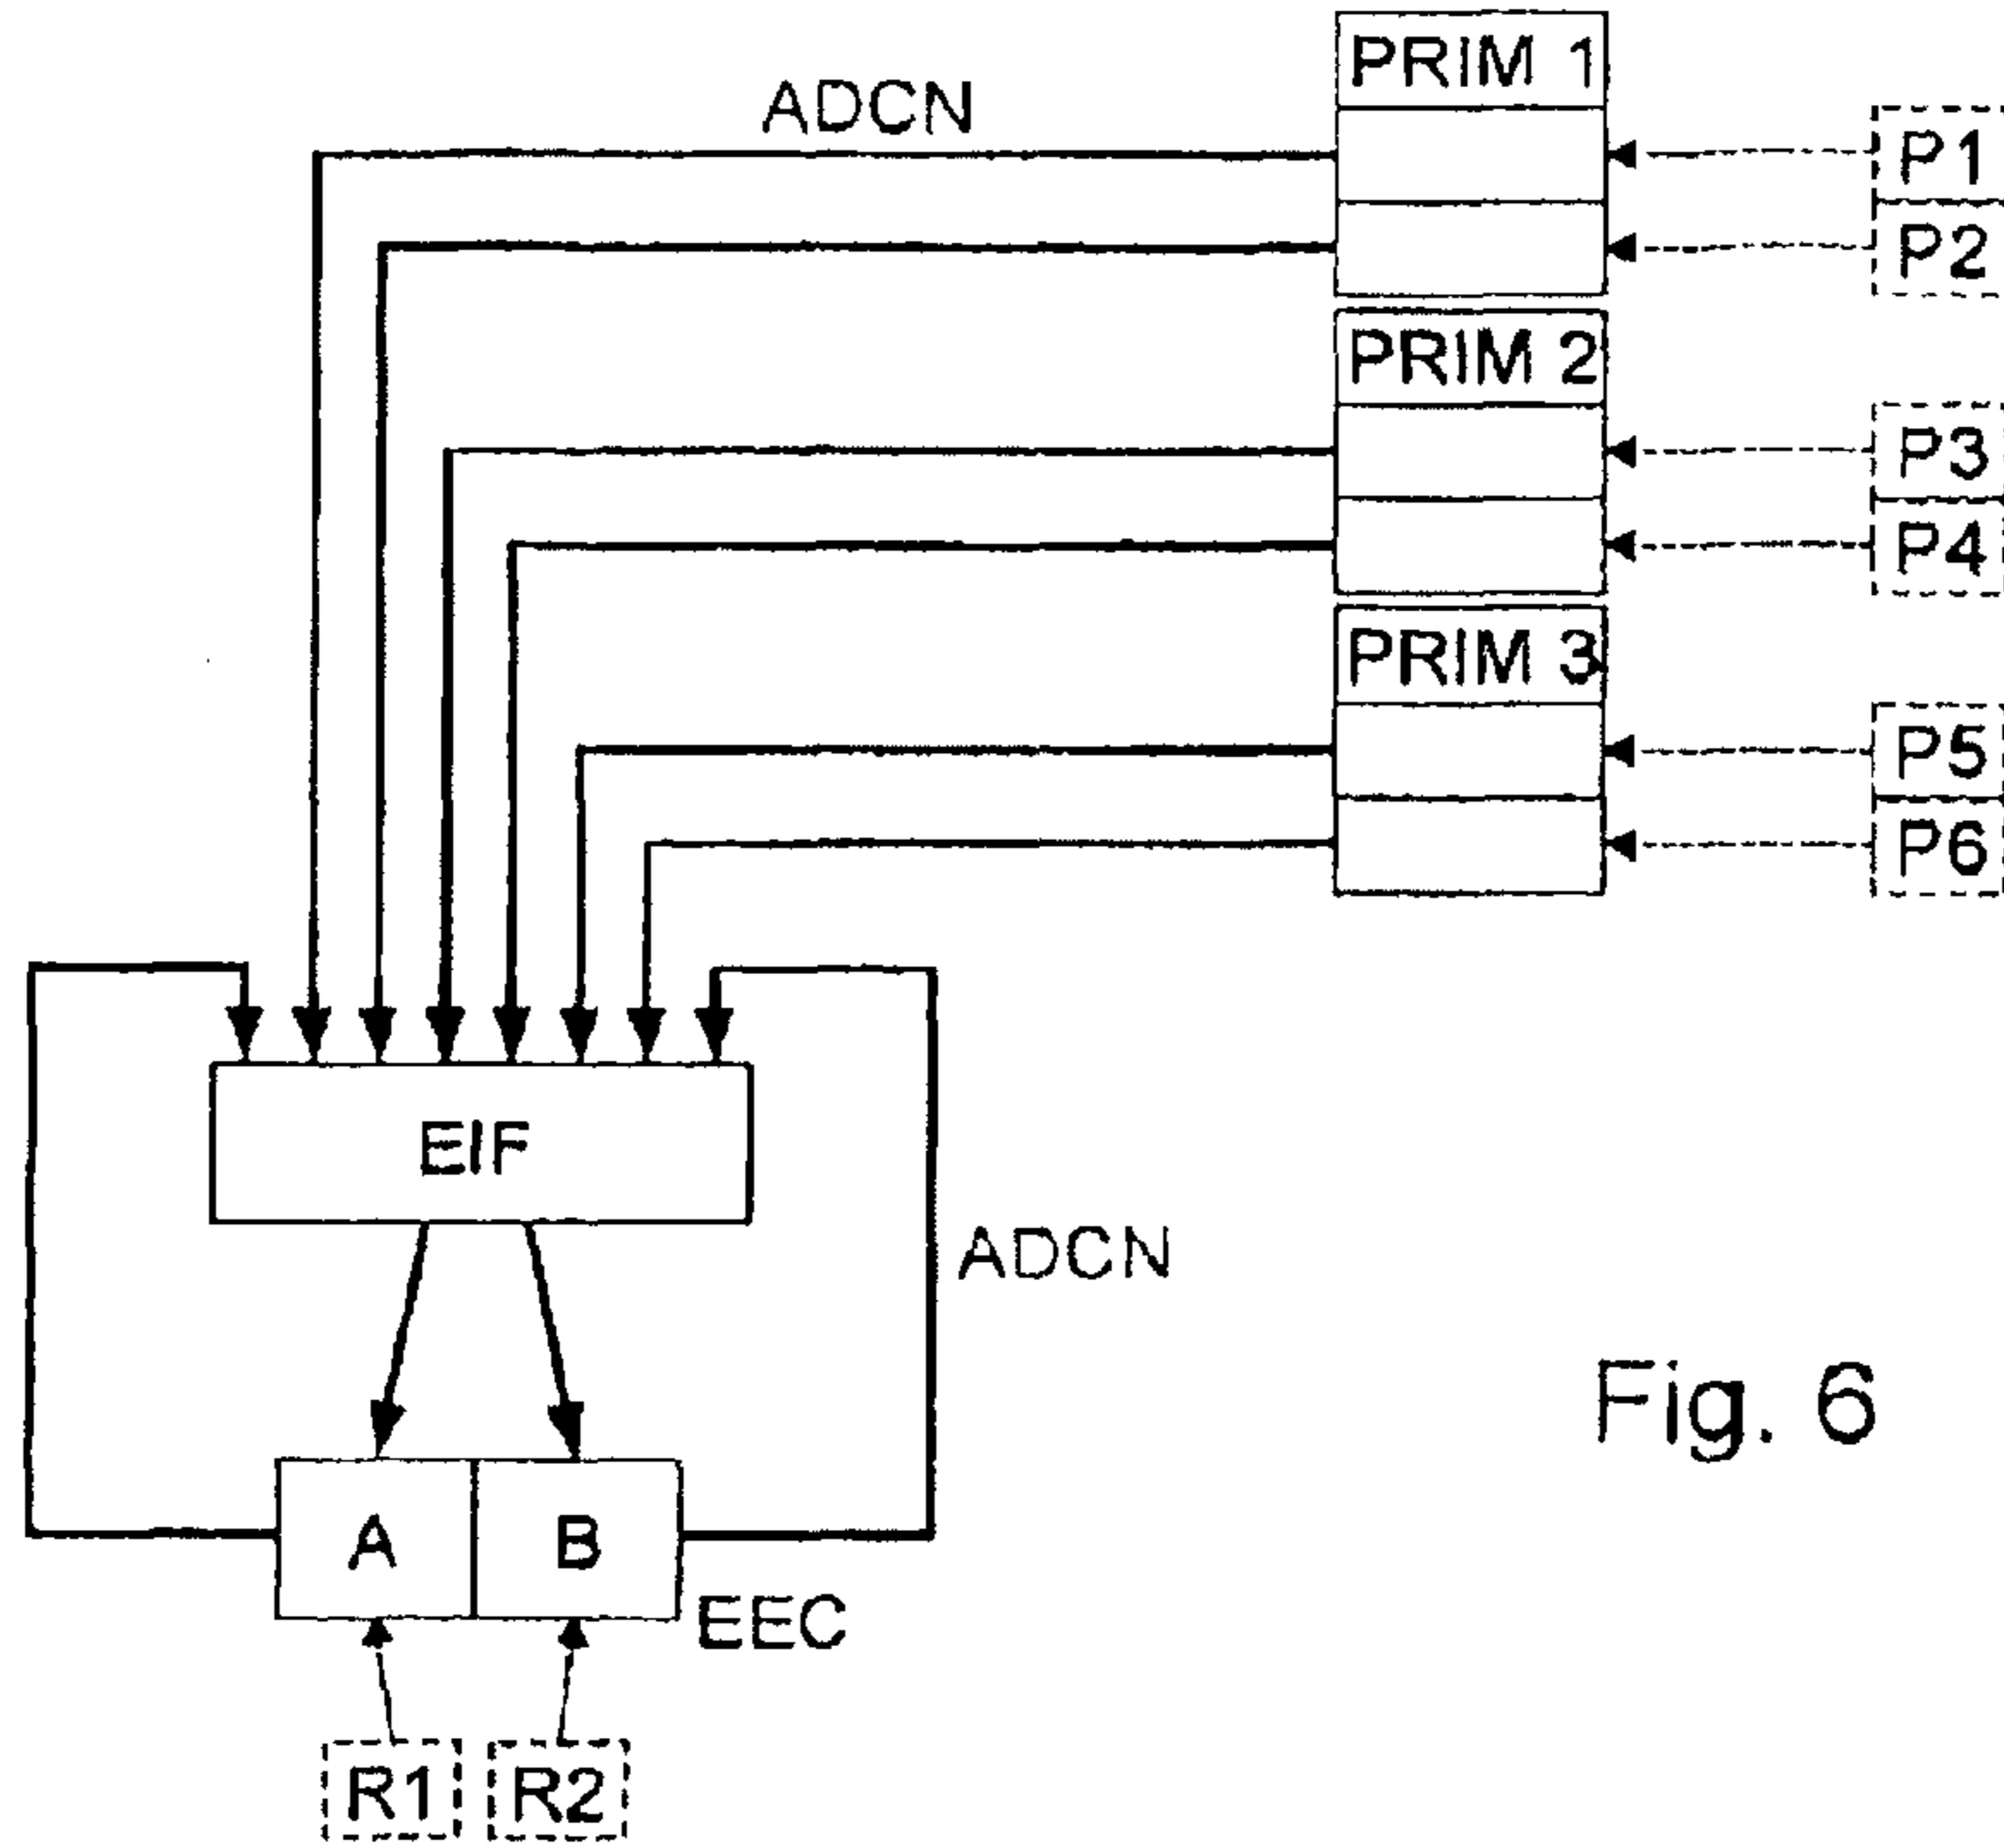 PRIM 1
ADCN
P1
P2
PRIM 2
P3
P4
PRIM 3
P5
P6
EIF
ADCN
Fig. 6
A
B
EEC
R1
R2